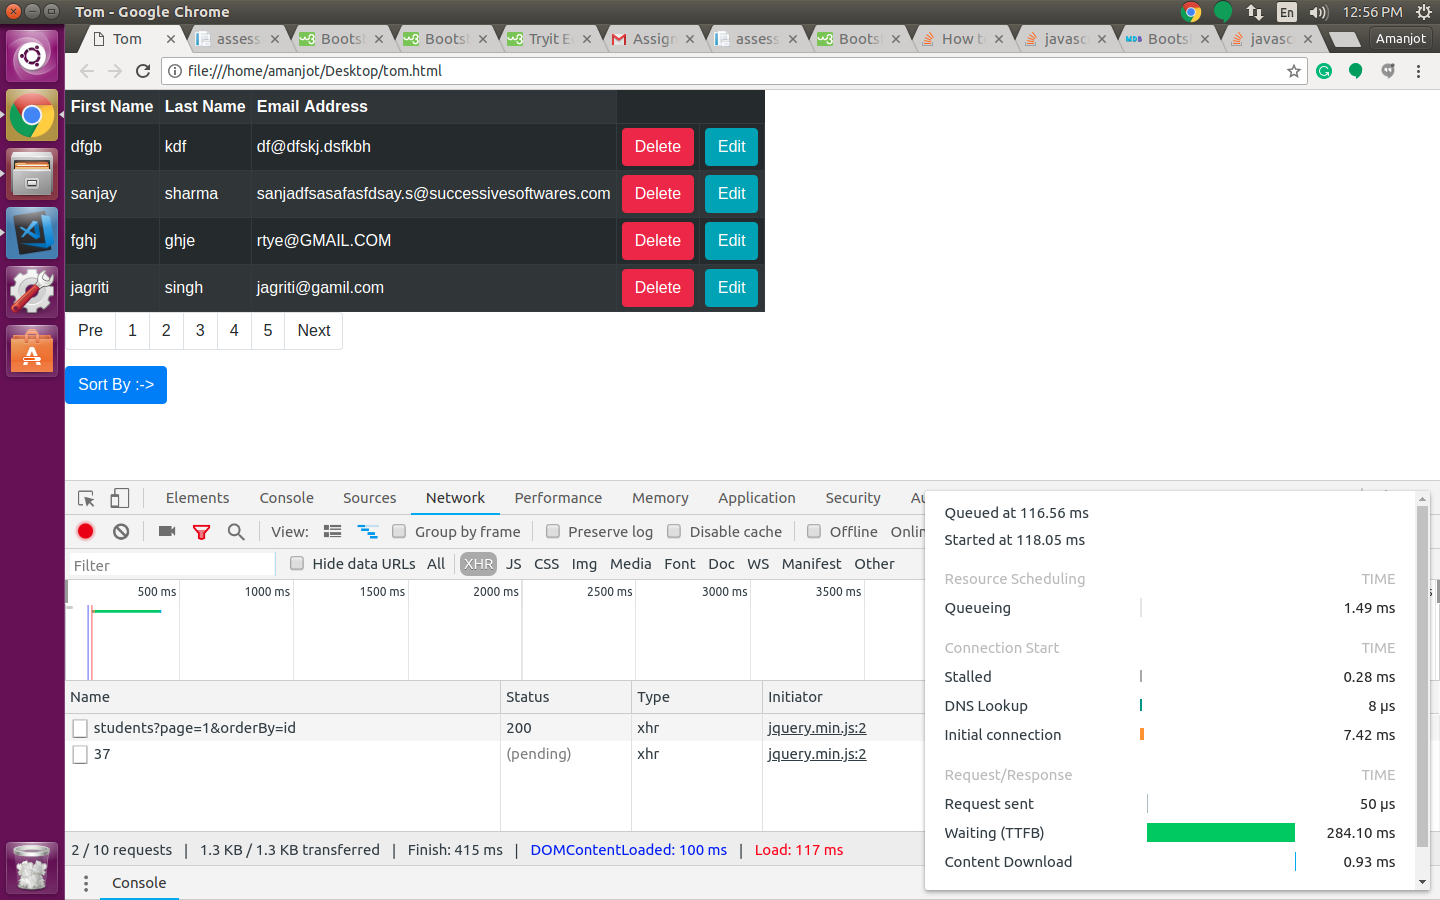 Tom - Google Chrome
En
12:56 PM
Tom
assess
Bootst
Bootst
Tryit E
Assign
assess
Bootst
How t
javasc
MDB
Bootst
javasc
Amanjot
file:///home/amanjot/Desktop/tom.html
First Name Last Name Email Address
dfgb kdf df@dfskj.dsfkbh Delete Edit
sanjay sharma sanjadfsasafasfdsay.s@successivesoftwares.com Delete Edit
fghj ghje rtye@GMAIL.COM Delete Edit
jagriti singh jagriti@gamil.com Delete Edit
Pre 1 2 3 4 5 Next
Sort By :->
Elements Console Sources Network Performance Memory Application Security Au
View: Group by frame Preserve log Disable cache Offline Onlin
Filter Hide data URLs All XHR JS CSS Img Media Font Doc WS Manifest Other
500 ms 1000 ms 1500 ms 2000 ms 2500 ms 3000 ms 3500 ms
Name Status Type Initiator
students?page=1&orderBy=id 200 xhr jquery.min.js:2
37 (pending) xhr jquery.min.js:2
2 / 10 requests | 1.3 KB / 1.3 KB transferred | Finish: 415 ms | DOMContentLoaded: 100 ms | Load: 117 ms
Console
Queued at 116.56 ms
Started at 118.05 ms
Resource Scheduling TIME
Queueing 1.49 ms
Connection Start TIME
Stalled 0.28 ms
DNS Lookup 8 µs
Initial connection 7.42 ms
Request/Response TIME
Request sent 50 µs
Waiting (TTFB) 284.10 ms
Content Download 0.93 ms